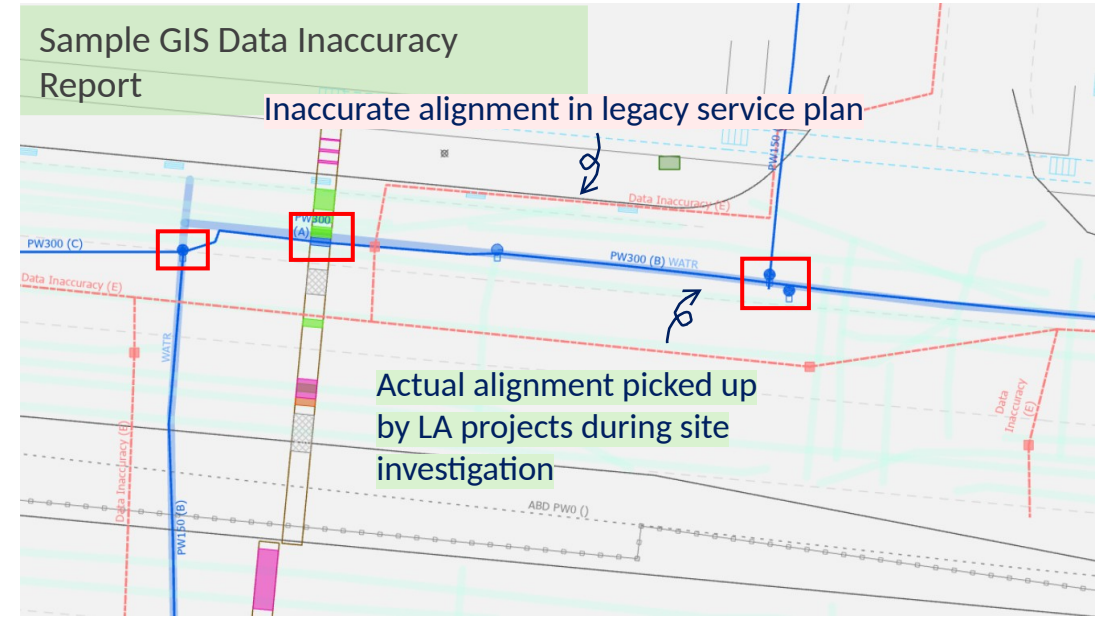 Sample GIS Data Inaccuracy
Report
Inaccurate alignment in legacy service plan
PW150 (
Data Inaccuracy (E)
PW300
(A)
PW300 (C)
PW300 (B) WATR
Data Inaccuracy (E)
WATR
Actual alignment picked up
by LA projects during site
investigation
Data
Inaccuracy
(E)
Data Inaccuracy (E)
ABD PW0 ()
PW150 (B)